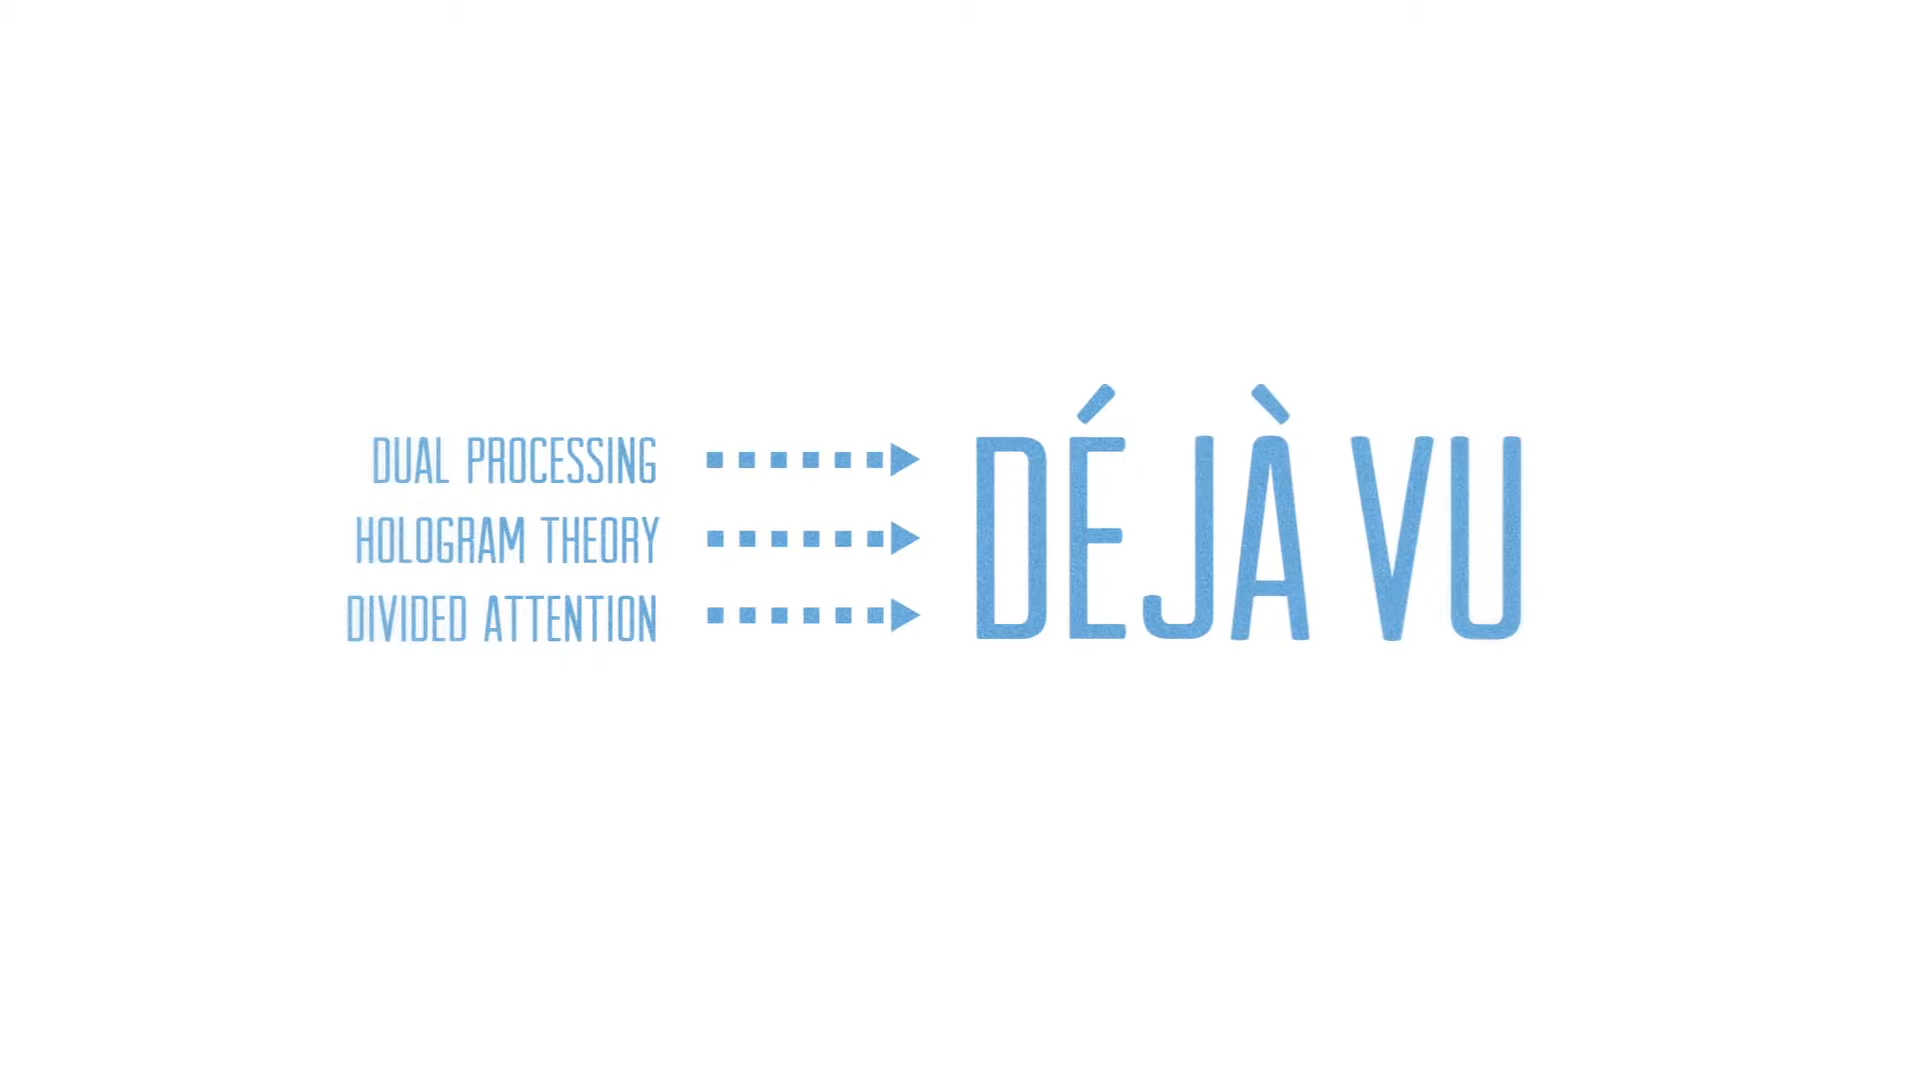 DUAL PROCESSING
HOLOGRAM THEORY
DIVIDED ATTENTION
DÉJÀ VU